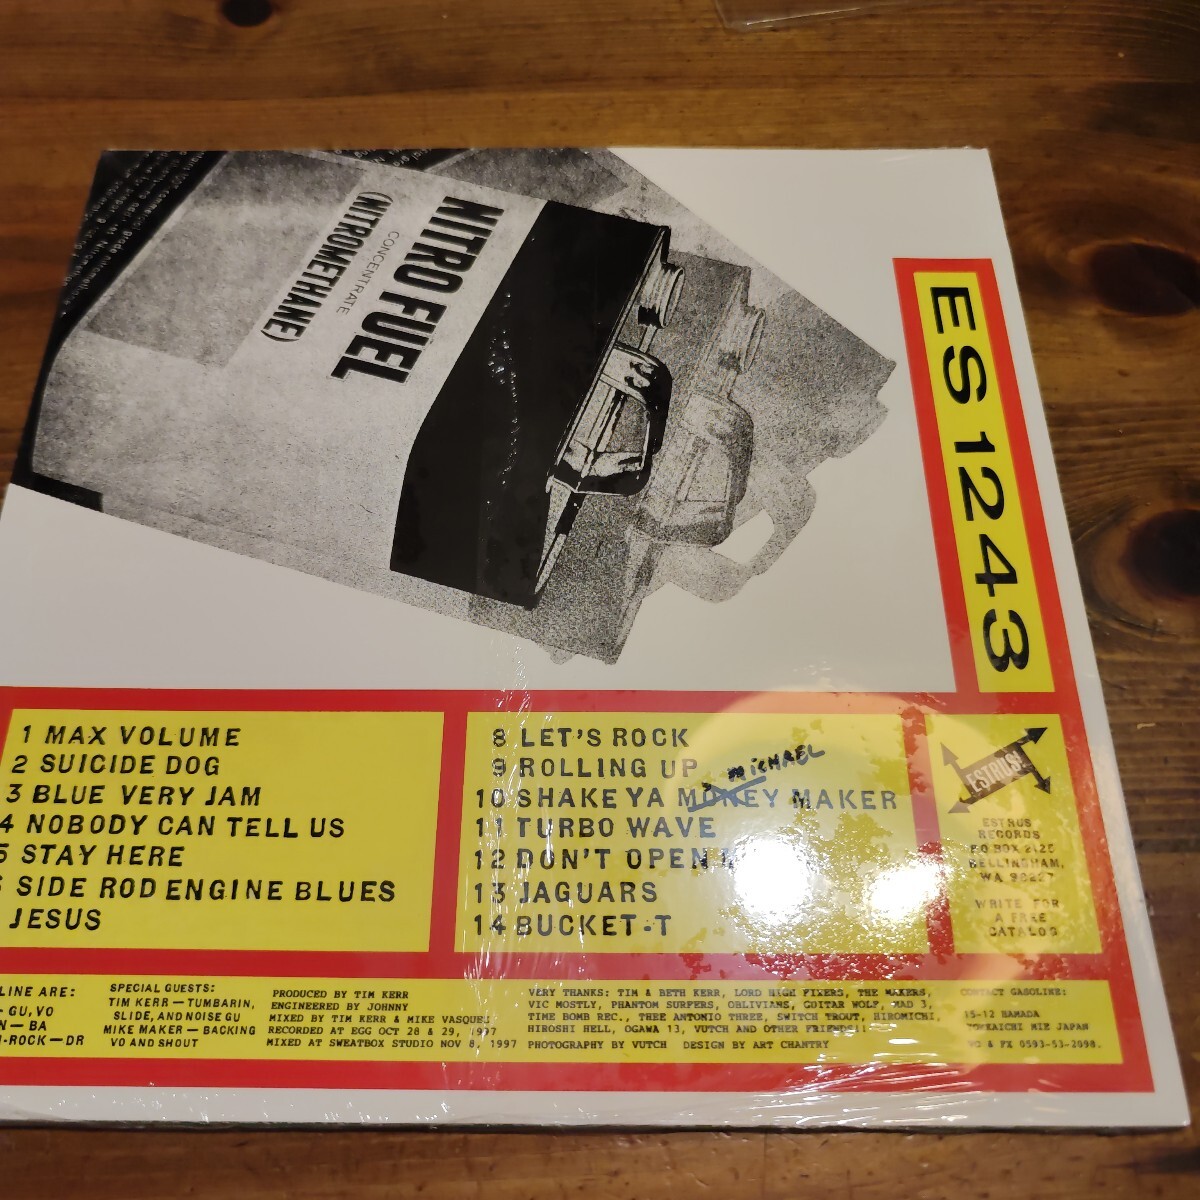 NITRO FUEL
CONCENTRATE
(NITROMETHANE)
ES 1243
1 MAX VOLUME
2 SUICIDE DOG
3 BLUE VERY JAM
4 NOBODY CAN TELL US
5 STAY HERE
SIDE ROD ENGINE BLUES
JESUS
8 LET'S ROCK
9 ROLLING UP
MICHAEL
10 SHAKE YA MONEY MAKER
11 TURBO WAVE
12 DON'T OPEN
13 JAGUARS
14 BUCKET-T
ESTRUS!
ESTRUS
RECORDS
PO BOX 2125
BELLINGHAM,
WA 98227
WRITE FOR
A FREE
CATALOG
LINE ARE:
GU, VO
N—BA
-ROCK—DR
SPECIAL GUESTS:
TIM KERR—TUMBARIN,
SLIDE, AND NOISE GU
MIKE MAKER—BACKING
VO AND SHOUT
PRODUCED BY TIM KERR
ENGINEERED BY JOHNNY
MIXED BY TIM KERR & MIKE VASQUES
RECORDED AT EGG OCT 28 & 29, 1997
MIXED AT SWEATBOX STUDIO NOV 8, 1997
VERY THANKS: TIM & BETH KERR, LORD HIGH FIXERS, THE MAKERS,
VIC MOSTLY, PHANTOM SURFERS, OBLIVIANS, GUITAR WOLF, MAD 3,
TIME BOMB REC., THEE ANTONIO THREE, SWITCH TROUT, HIROMICHI,
HIROSHI HELL, OGAWA 13, VUTCH AND OTHER FRIENDS!!
PHOTOGRAPHY BY VUTCH DESIGN BY ART CHANTRY
CONTACT GASOLINE:
15-12 HAMADA
YOKKAICHI MIE JAPAN
VO & FX 0593-53-2098.